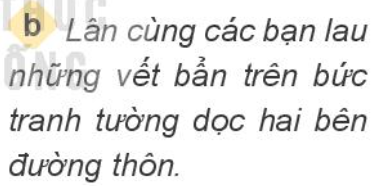 b Lân cùng các bạn lau
những vết bẩn trên bức
tranh tường dọc hai bên
đường thôn.